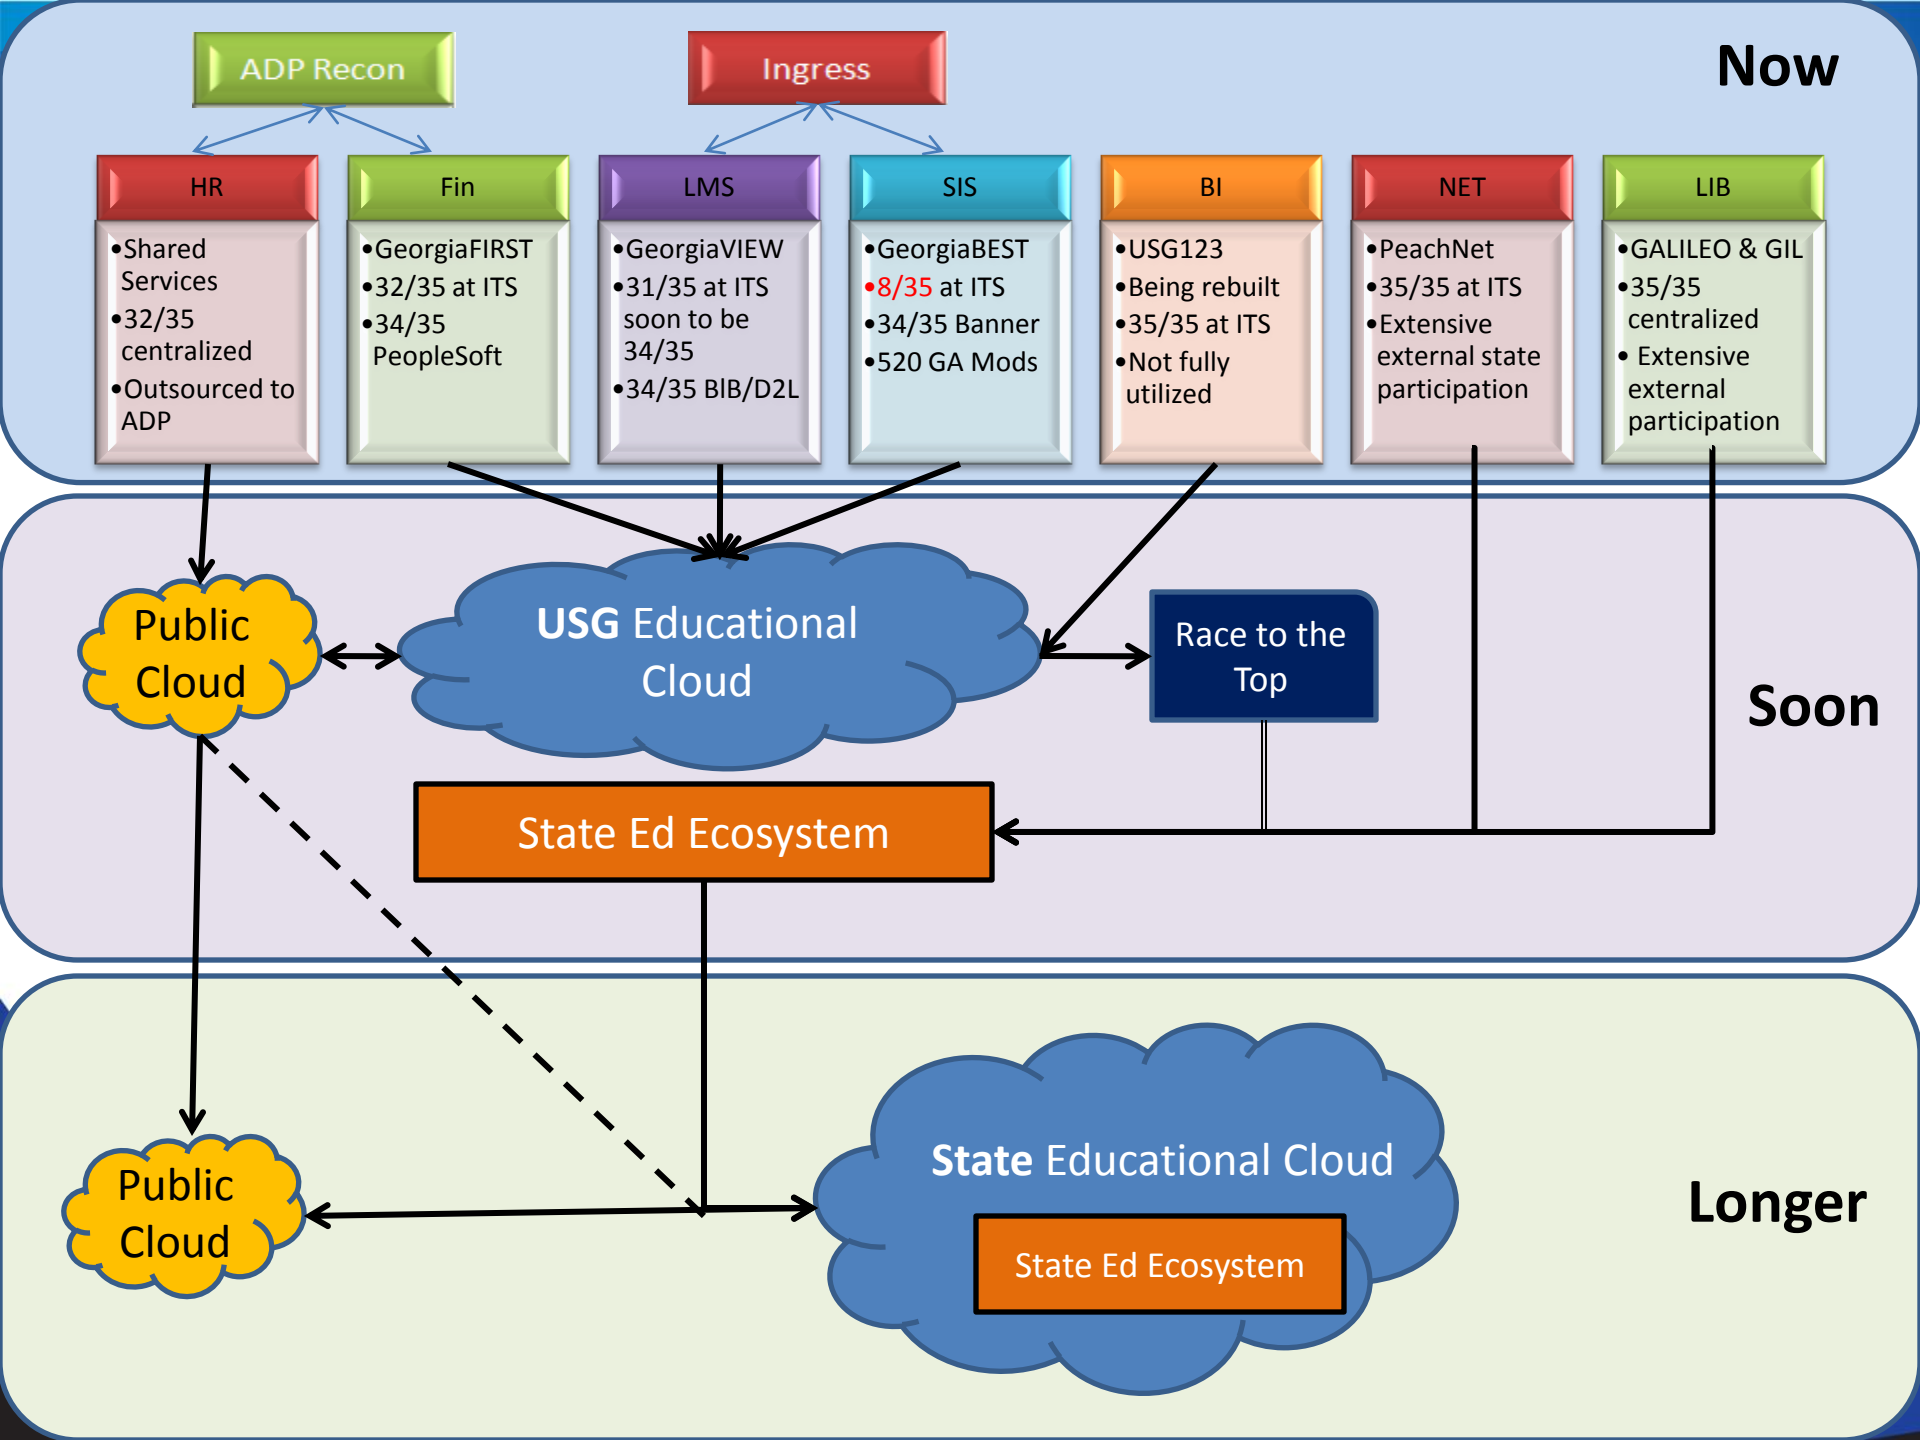 Now
ADP Recon
Ingress
HR
•Shared
Services
•32/35
centralized
•Outsourced to
ADP
Fin
•GeorgiaFIRST
•32/35 at ITS
•34/35
PeopleSoft
LMS
•GeorgiaVIEW
•31/35 at ITS
soon to be
34/35
•34/35 BlB/D2L
SIS
•GeorgiaBEST
•8/35 at ITS
•34/35 Banner
•520 GA Mods
BI
•USG123
•Being rebuilt
•35/35 at ITS
•Not fully
utilized
NET
•PeachNet
•35/35 at ITS
•Extensive
external state
participation
LIB
•GALILEO & GIL
•35/35
centralized
• Extensive
external
participation
Soon
Public
Cloud
USG Educational
Cloud
Race to the
Top
State Ed Ecosystem
Longer
Public
Cloud
State Educational Cloud
State Ed Ecosystem